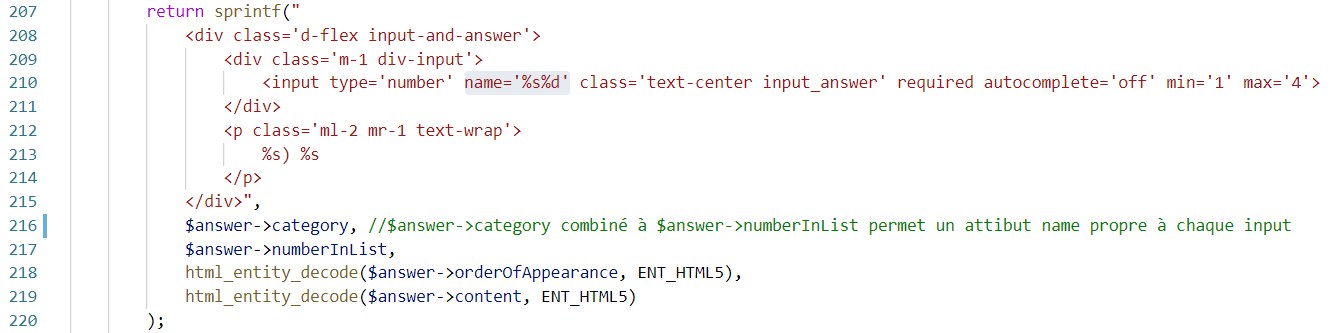 207 return sprintf("
208 <div class='d-flex input-and-answer'>
209 <div class='m-1 div-input'>
210 <input type='number' name='%s%d' class='text-center input_answer' required autocomplete='off' min='1' max='4'>
211 </div>
212 <p class='ml-2 mr-1 text-wrap'>
213 %s) %s
214 </p>
215 </div>",
216 $answer->category, //$answer->category combiné à $answer->numberInList permet un attibut name propre à chaque input
217 $answer->numberInList,
218 html_entity_decode($answer->orderOfAppearance, ENT_HTML5),
219 html_entity_decode($answer->content, ENT_HTML5)
220 );